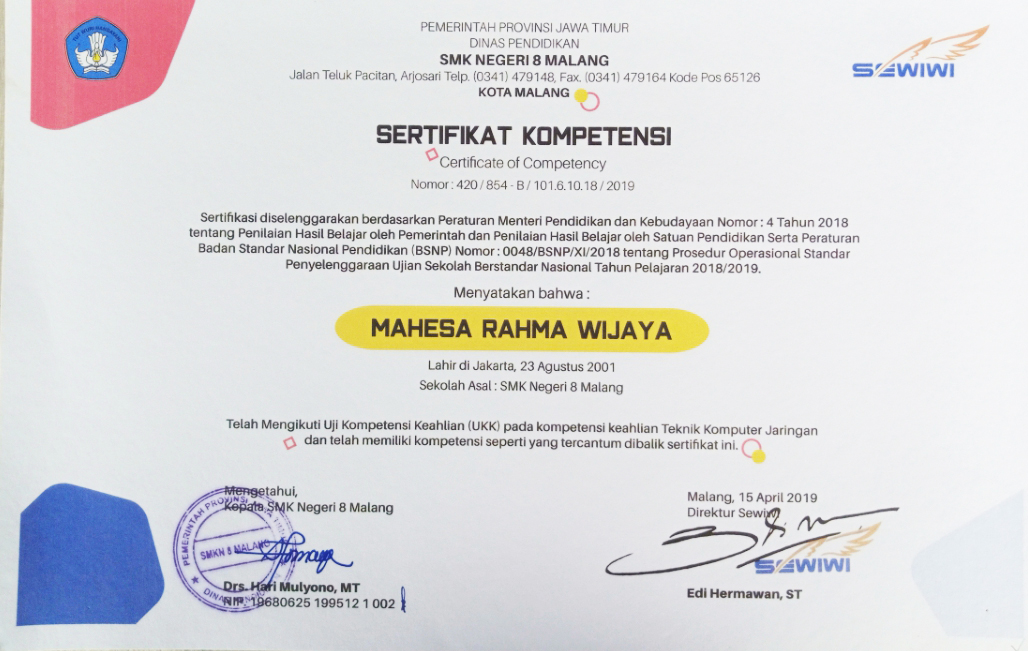 TUT WURI HANDAYANI
PEMERINTAH PROVINSI JAWA TIMUR
DINAS PENDIDIKAN
SMK NEGERI 8 MALANG
Jalan Teluk Pacitan, Arjosari Telp. (0341) 479148, Fax. (0341) 479164 Kode Pos 65126
KOTA MALANG
SEWIWI
SERTIFIKAT KOMPETENSI
Certificate of Competency
Nomor : 420 / 854 - B / 101.6.10.18 / 2019
Sertifikasi diselenggarakan berdasarkan Peraturan Menteri Pendidikan dan Kebudayaan Nomor : 4 Tahun 2018
tentang Penilaian Hasil Belajar oleh Pemerintah dan Penilaian Hasil Belajar oleh Satuan Pendidikan Serta Peraturan
Badan Standar Nasional Pendidikan (BSNP) Nomor : 0048/BSNP/XI/2018 tentang Prosedur Operasional Standar
Penyelenggaraan Ujian Sekolah Berstandar Nasional Tahun Pelajaran 2018/2019.
Menyatakan bahwa :
MAHESA RAHMA WIJAYA
Lahir di Jakarta, 23 Agustus 2001
Sekolah Asal : SMK Negeri 8 Malang
Telah Mengikuti Uji Kompetensi Keahlian (UKK) pada kompetensi keahlian Teknik Komputer Jaringan
dan telah memiliki kompetensi seperti yang tercantum dibalik sertifikat ini.
Mengetahui,
Kepala SMK Negeri 8 Malang
PEMERINTAH PROVINSI
SMKN 8 MALANG
Drs. Hari Mulyono, MT
NIP. 19680625 199512 1 002
Malang, 15 April 2019
Direktur Sewiwi
SEWIWI
Edi Hermawan, ST